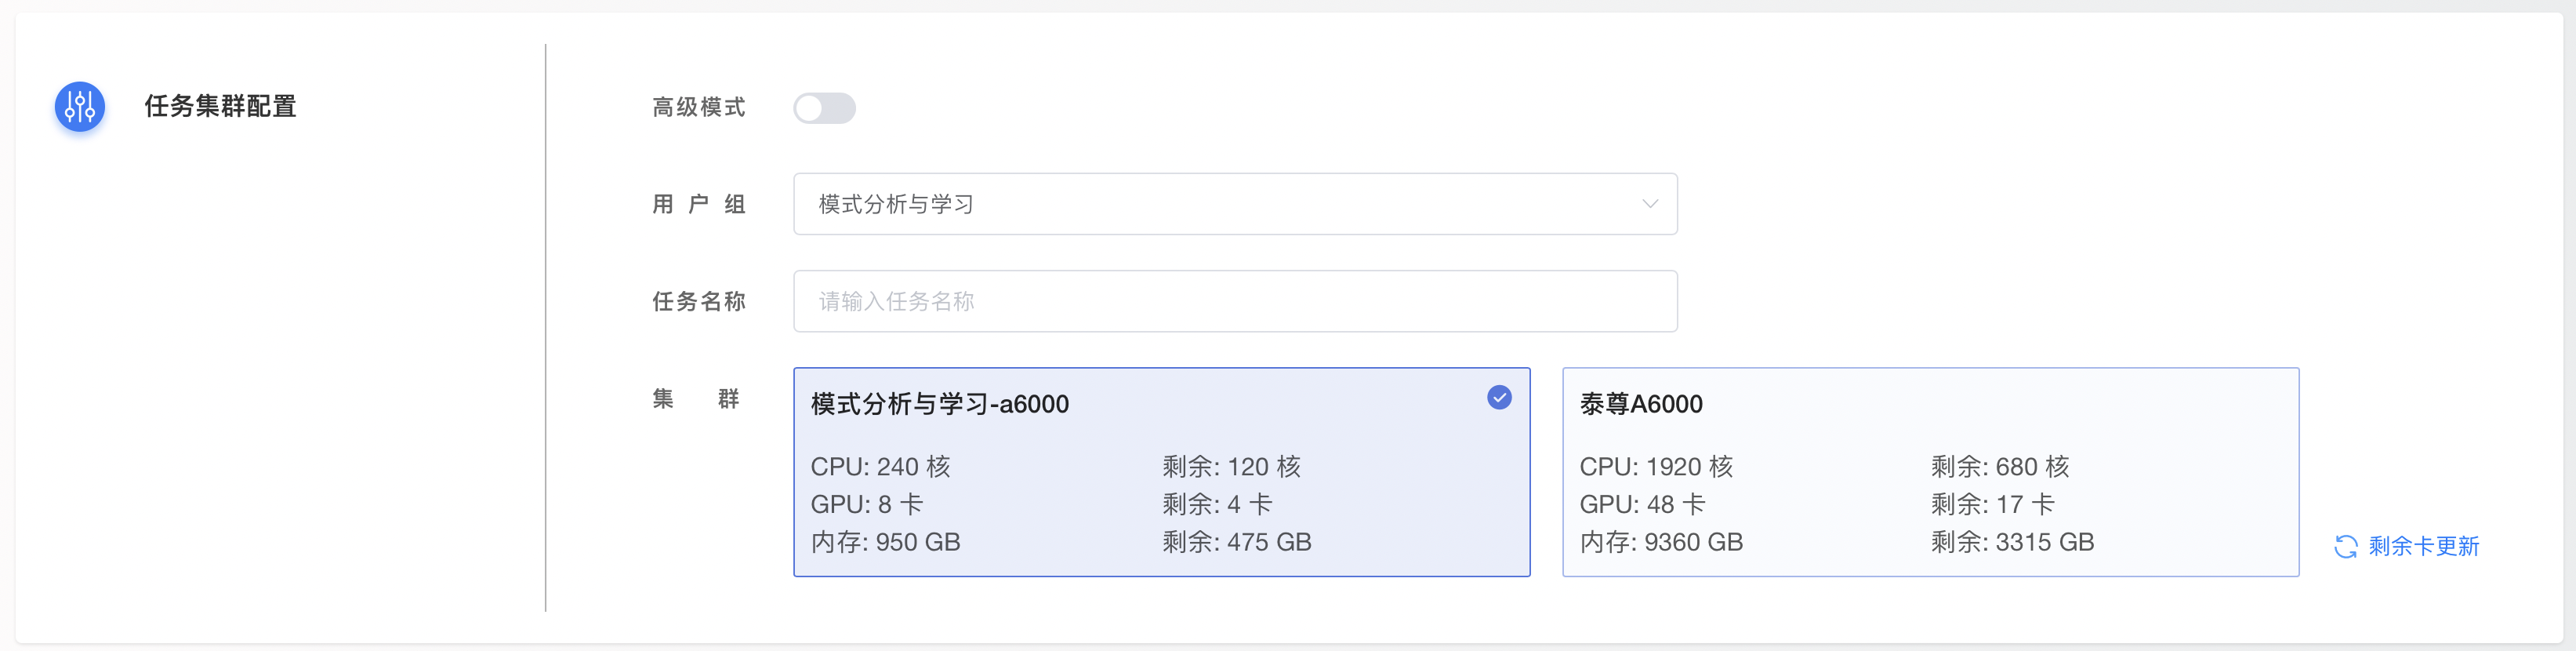 任务集群配置
高级模式
用户组 模式分析与学习
任务名称 请输入任务名称
集群
模式分析与学习-a6000
CPU: 240 核 剩余: 120 核
GPU: 8 卡 剩余: 4 卡
内存: 950 GB 剩余: 475 GB
泰尊A6000
CPU: 1920 核 剩余: 680 核
GPU: 48 卡 剩余: 17 卡
内存: 9360 GB 剩余: 3315 GB
剩余卡更新